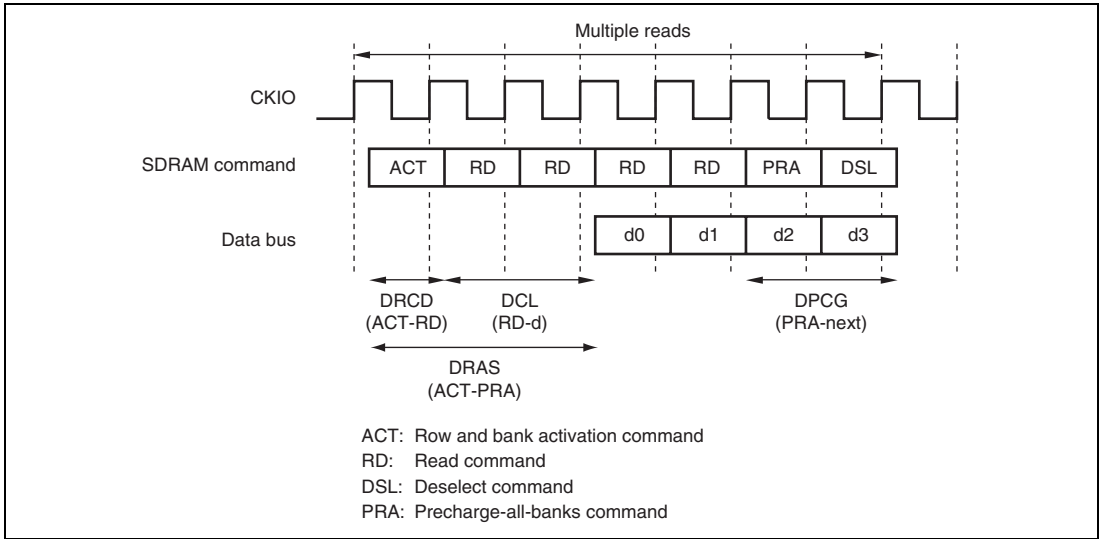 Multiple reads
CKIO
SDRAM command
ACT RD RD RD RD PRA DSL
Data bus
d0 d1 d2 d3
DRCD DCL DPCG
(ACT-RD) (RD-d) (PRA-next)
DRAS
(ACT-PRA)
ACT: Row and bank activation command
RD: Read command
DSL: Deselect command
PRA: Precharge-all-banks command